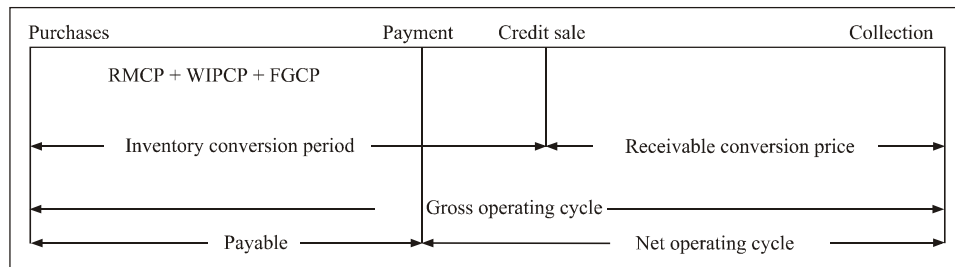 Purchases Payment Credit sale Collection
RMCP + WIPCP + FGCP
Inventory conversion period Receivable conversion price
Gross operating cycle
Payable Net operating cycle